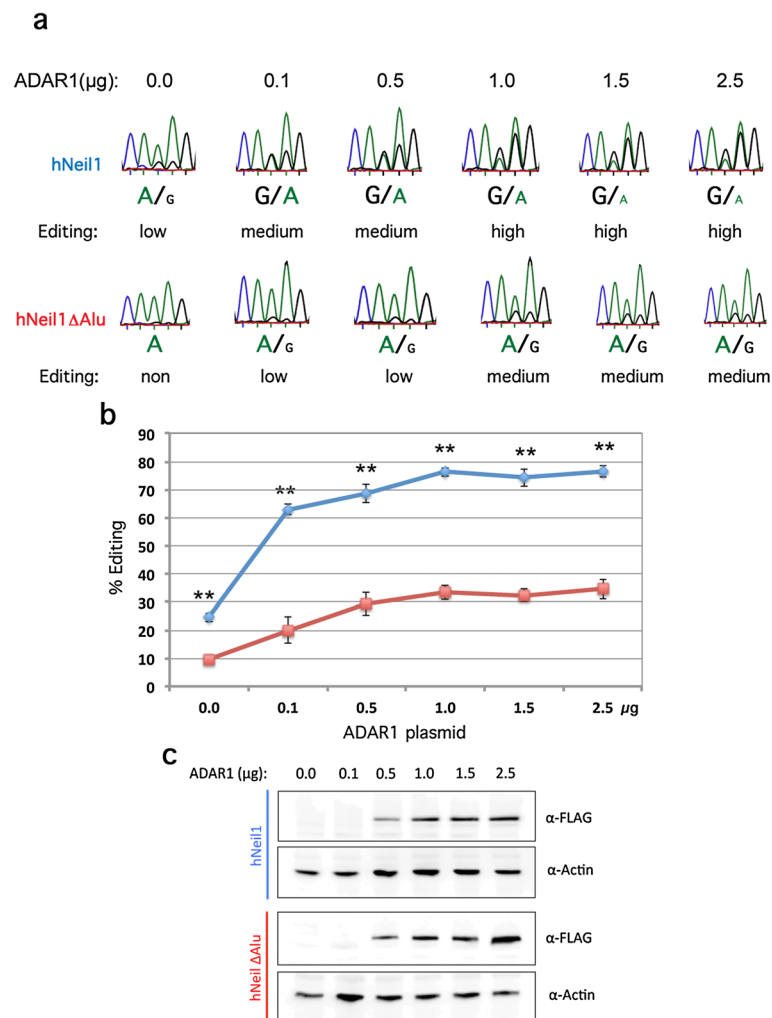 a
ADAR1(µg): 0.0 0.1 0.5 1.0 1.5 2.5
hNeil1
A/G G/A G/A G/A G/A G/A
Editing: low medium medium high high high
hNeil1ΔAlu
A A/G A/G A/G A/G A/G
Editing: non low low medium medium medium
b
90
80
70
60
50
40
30
20
10
0
% Editing
** ** ** ** ** **
0.0 0.1 0.5 1.0 1.5 2.5 µg
ADAR1 plasmid
c
ADAR1 (µg): 0.0 0.1 0.5 1.0 1.5 2.5
hNeil1
α-FLAG
α-Actin
hNeil ΔAlu
α-FLAG
α-Actin